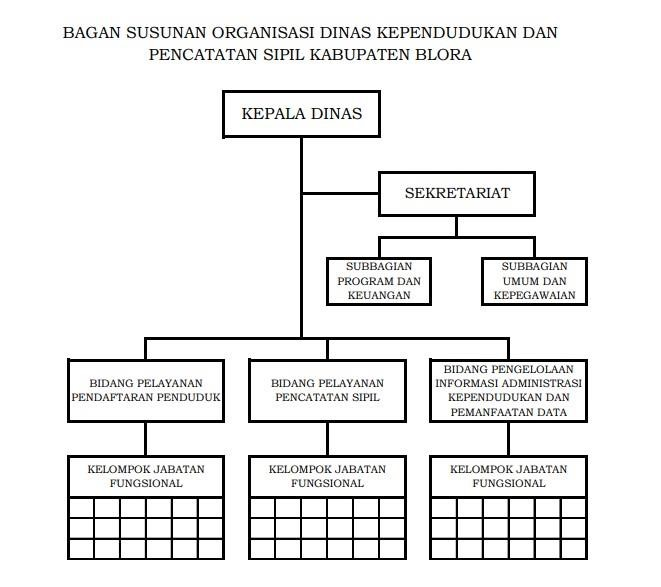 BAGAN SUSUNAN ORGANISASI DINAS KEPENDUDUKAN DAN
PENCATATAN SIPIL KABUPATEN BLORA
KEPALA DINAS
SEKRETARIAT
SUBBAGIAN
PROGRAM DAN
KEUANGAN
SUBBAGIAN
UMUM DAN
KEPEGAWAIAN
BIDANG PELAYANAN
PENDAFTARAN PENDUDUK
BIDANG PELAYANAN
PENCATATAN SIPIL
BIDANG PENGELOLAAN
INFORMASI ADMINISTRASI
KEPENDUDUKAN DAN
PEMANFAATAN DATA
KELOMPOK JABATAN
FUNGSIONAL
KELOMPOK JABATAN
FUNGSIONAL
KELOMPOK JABATAN
FUNGSIONAL